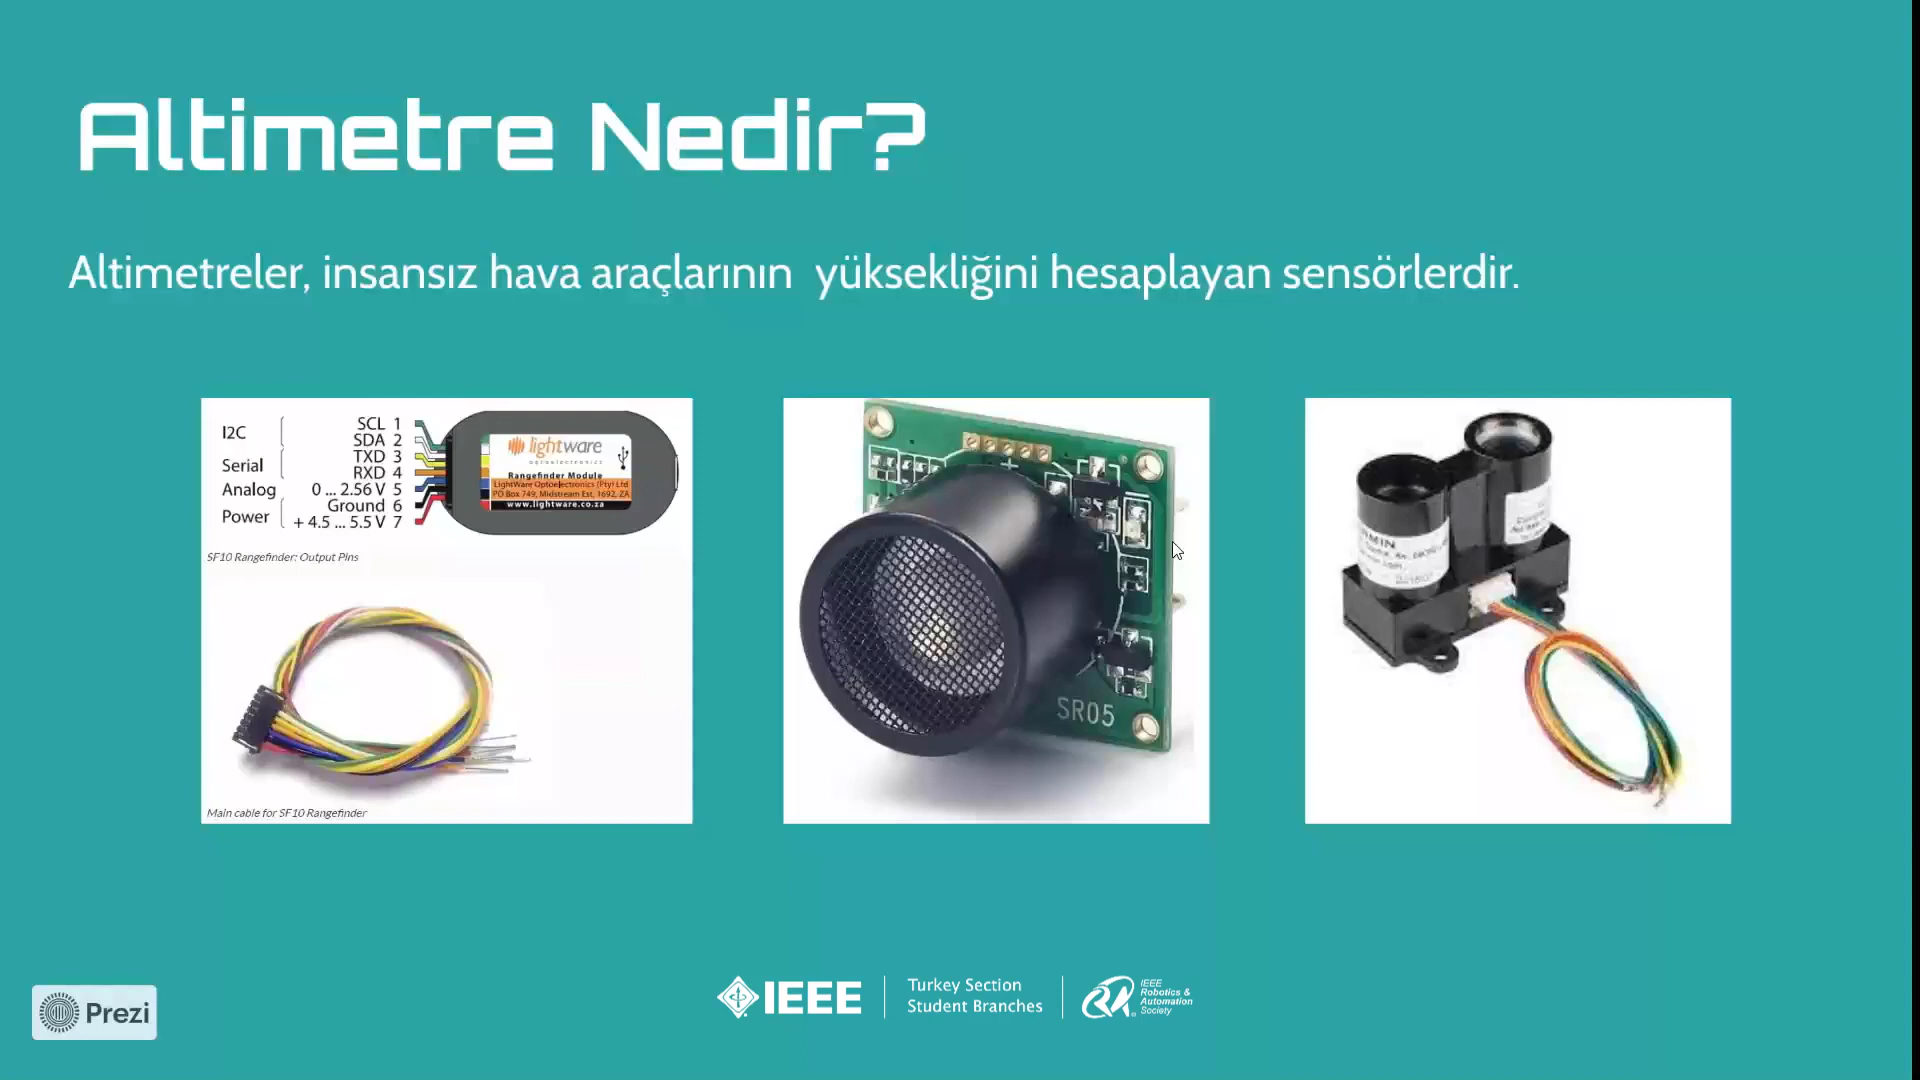 Altimetre Nedir?
Altimetreler, insansız hava araçlarının  yüksekliğini hesaplayan sensörlerdir.
I2C
SCL 1
SDA 2
Serial
TXD 3
RXD 4
Analog 0 ... 2.56 V 5
Power
Ground 6
+ 4.5 ... 5.5 V 7
lightware
optoelectronics
Rangefinder Module
LightWare Optoelectronics (Pty) Ltd
PO Box 749, Midstream Est, 1692, ZA
www.lightware.co.za
SF10 Rangefinder: Output Pins
Main cable for SF10 Rangefinder
SR05
Prezi
IEEE
Turkey Section
Student Branches
IEEE
Robotics &
Automation
Society